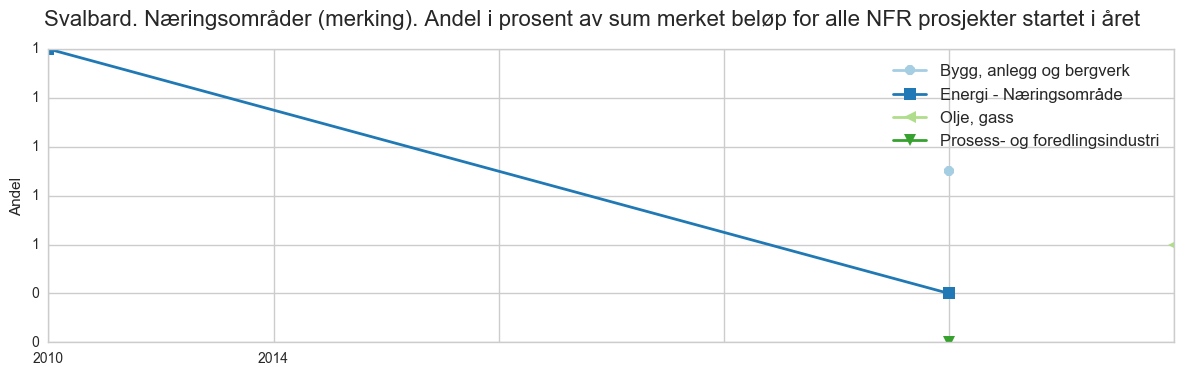 Svalbard. Næringsområder (merking). Andel i prosent av sum merket beløp for alle NFR prosjekter startet i året
1
1
1
1
1
0
0
Andel
2010
2014
Bygg, anlegg og bergverk
Energi - Næringsområde
Olje, gass
Prosess- og foredlingsindustri